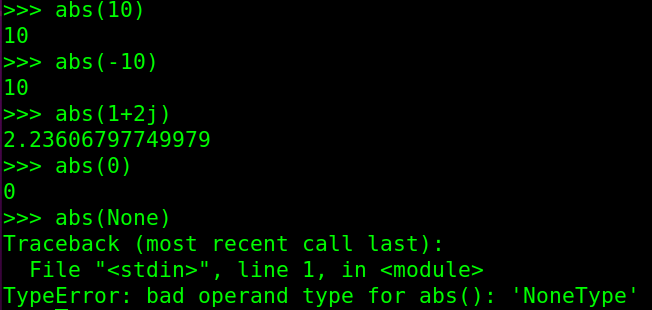 >>> abs(10)
10
>>> abs(-10)
10
>>> abs(1+2j)
2.23606797749979
>>> abs(0)
0
>>> abs(None)
Traceback (most recent call last):
  File "<stdin>", line 1, in <module>
TypeError: bad operand type for abs(): 'NoneType'